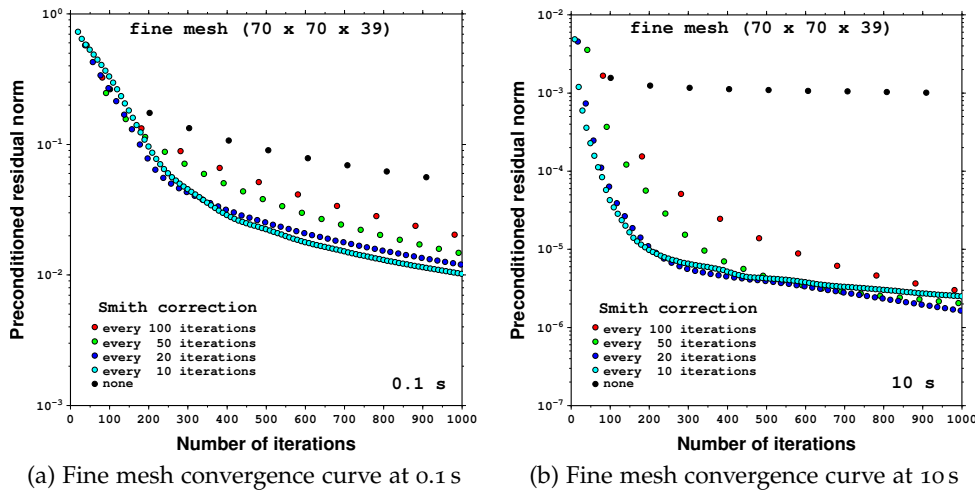 fine mesh (70 x 70 x 39)
Preconditioned residual norm
10⁰
10⁻¹
10⁻²
10⁻³
Smith correction
every 100 iterations
every 50 iterations
every 20 iterations
every 10 iterations
none
0.1 s
0 100 200 300 400 500 600 700 800 900 1000
Number of iterations
(a) Fine mesh convergence curve at 0.1 s
fine mesh (70 x 70 x 39)
Preconditioned residual norm
10⁻²
10⁻³
10⁻⁴
10⁻⁵
10⁻⁶
10⁻⁷
Smith correction
every 100 iterations
every 50 iterations
every 20 iterations
every 10 iterations
none
10 s
0 100 200 300 400 500 600 700 800 900 1000
Number of iterations
(b) Fine mesh convergence curve at 10 s